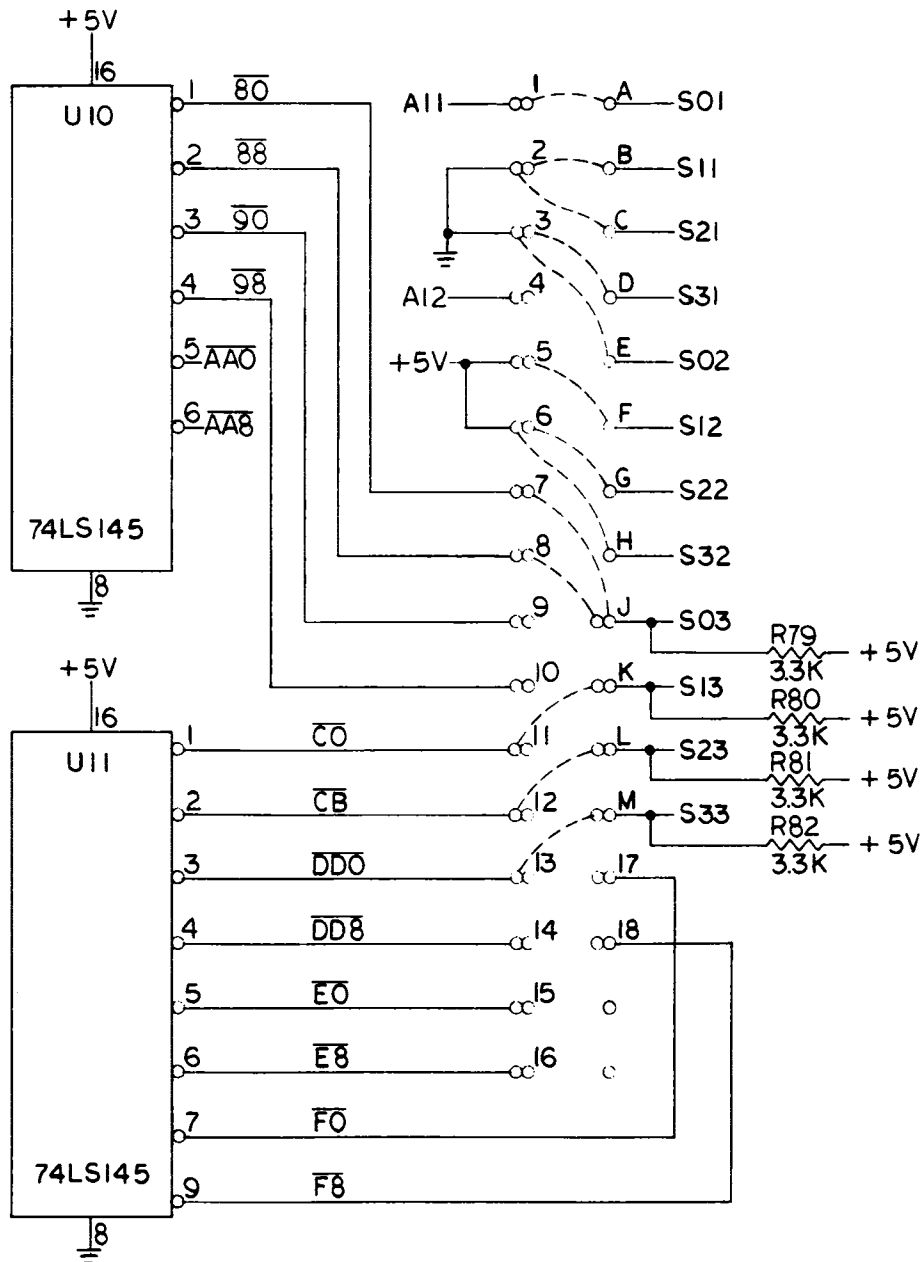 +5V
16
U10
1 80
2 88
3 90
4 98
5 AA0
6 AA8
74LS145
8
A11 1 A S01
2 B S11
C S21
3 D S31
A12 4 E S02
+5V 5 F S12
6 G S22
7 H S32
8 J S03
9 R79 3.3K +5V
10 K S13
R80 3.3K +5V
+5V
16
U11
1 C0 11 L S23
R81 3.3K +5V
2 CB 12 M S33
R82 3.3K +5V
3 DD0 13 17
4 DD8 14 18
5 E0 15
6 E8 16
7 F0
74LS145
9 F8
8